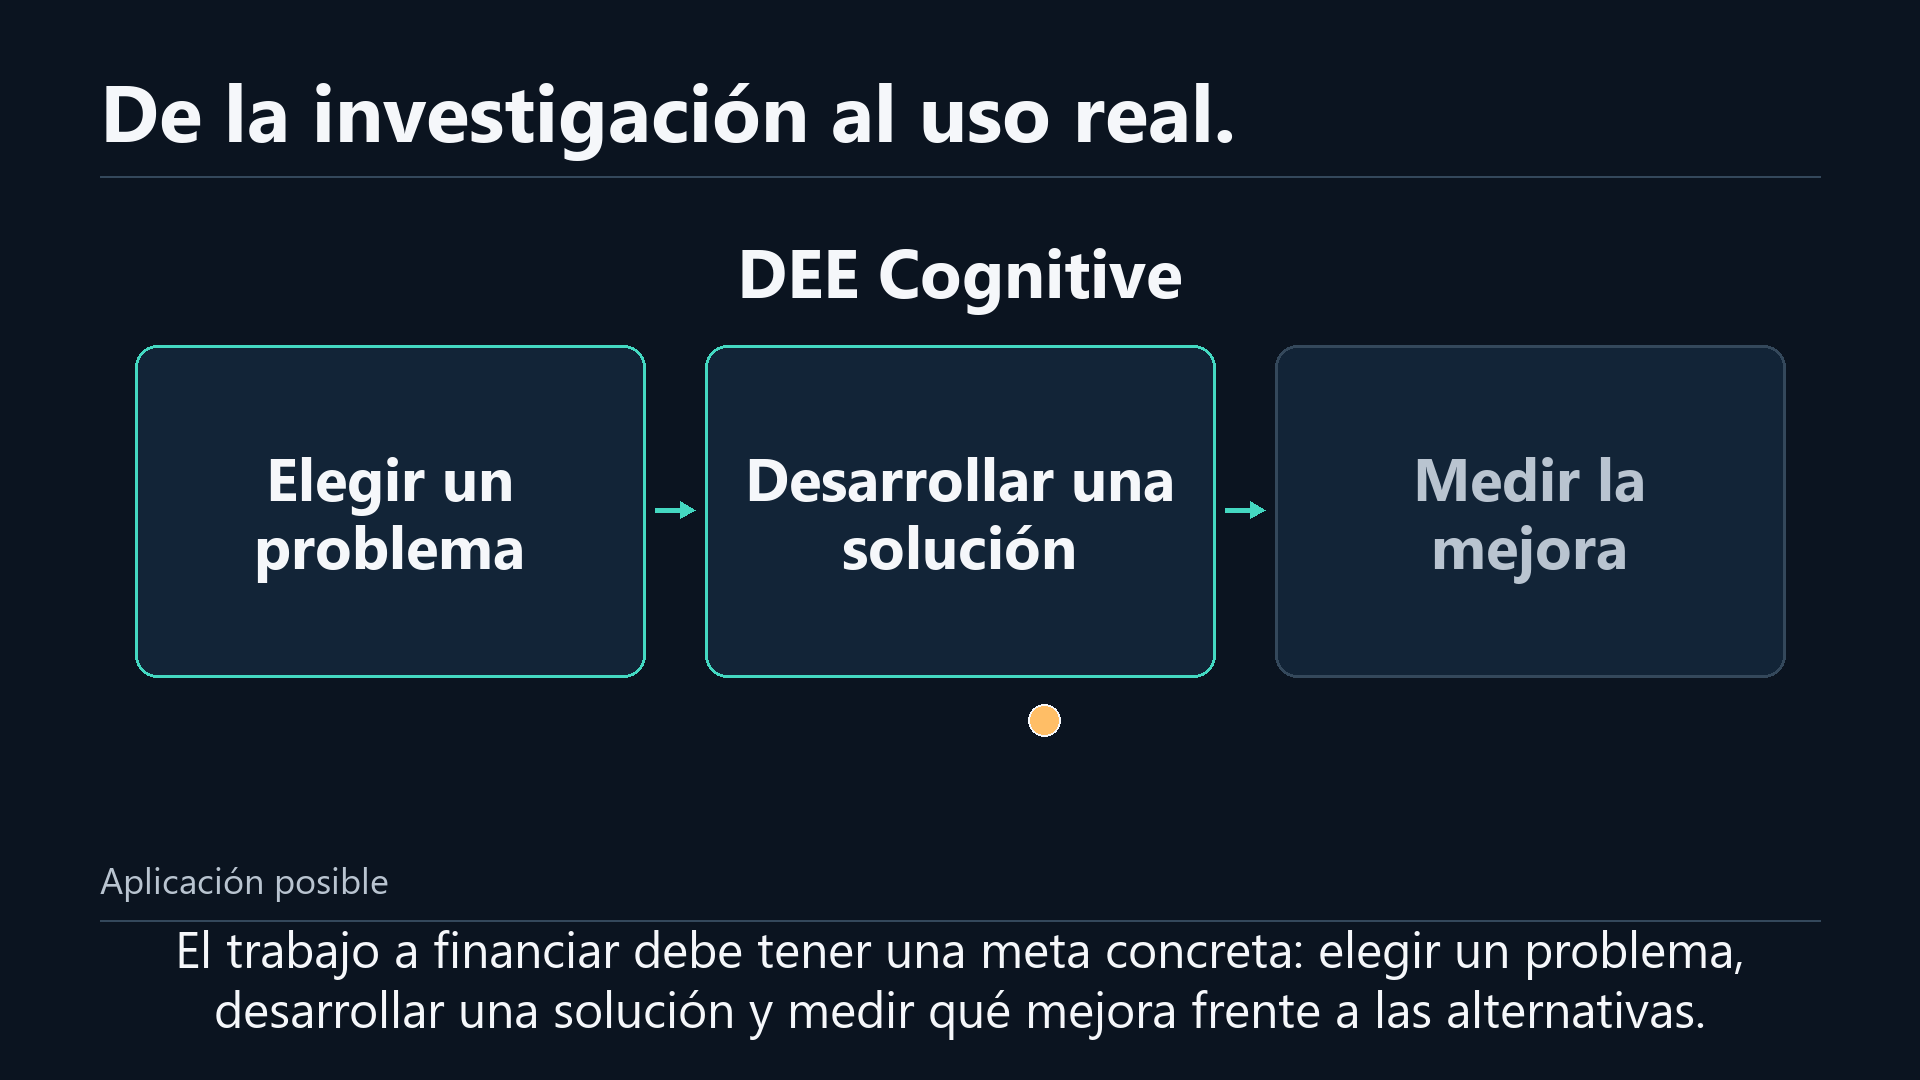 De la investigación al uso real.
DEE Cognitive
Elegir un
problema
Desarrollar una
solución
Medir la
mejora
Aplicación posible
El trabajo a financiar debe tener una meta concreta: elegir un problema,
desarrollar una solución y medir qué mejora frente a las alternativas.